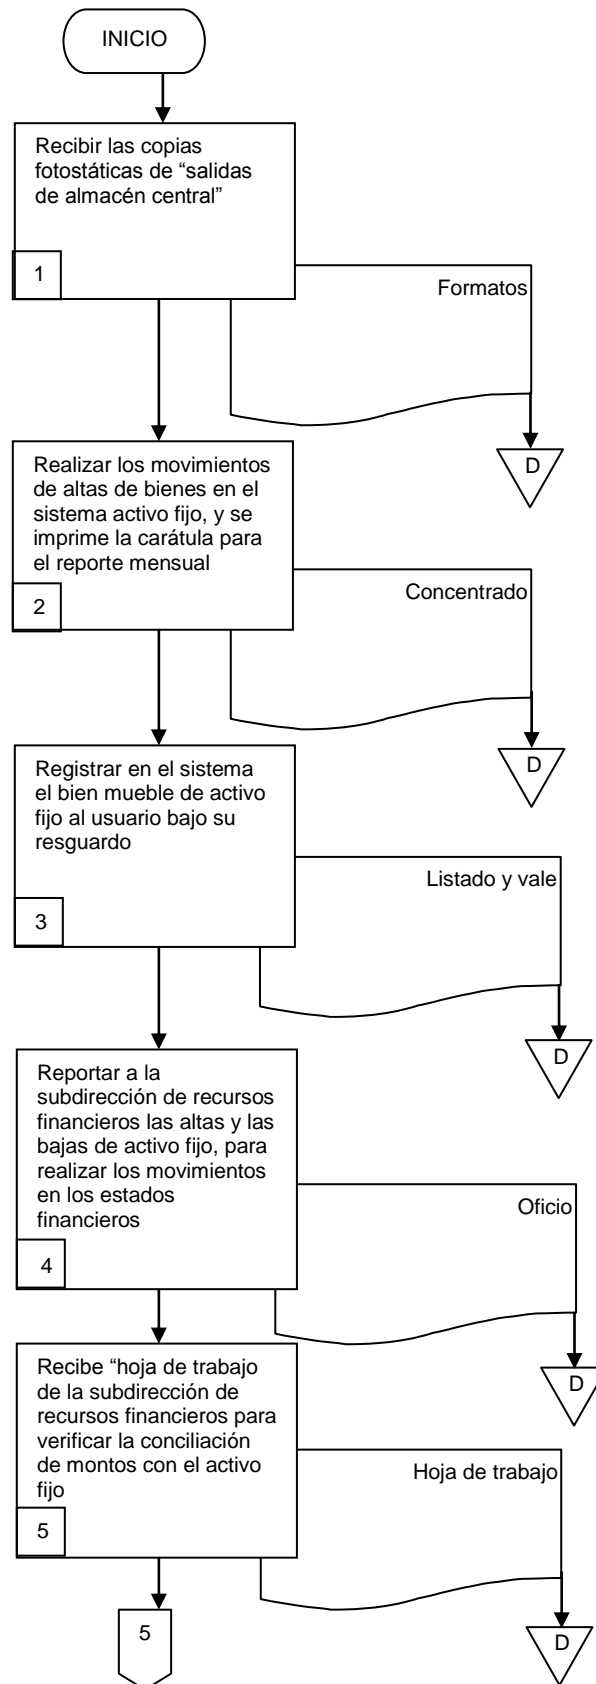 INICIO
Recibir las copias
fotostáticas de “salidas
de almacén central”
1
Formatos
D
Realizar los movimientos
de altas de bienes en el
sistema activo fijo, y se
imprime la carátula para
el reporte mensual
2
Concentrado
D
Registrar en el sistema
el bien mueble de activo
fijo al usuario bajo su
resguardo
3
Listado y vale
D
Reportar a la
subdirección de recursos
financieros las altas y las
bajas de activo fijo, para
realizar los movimientos
en los estados
financieros
4
Oficio
D
Recibe “hoja de trabajo
de la subdirección de
recursos financieros para
verificar la conciliación
de montos con el activo
fijo
5
Hoja de trabajo
D
5